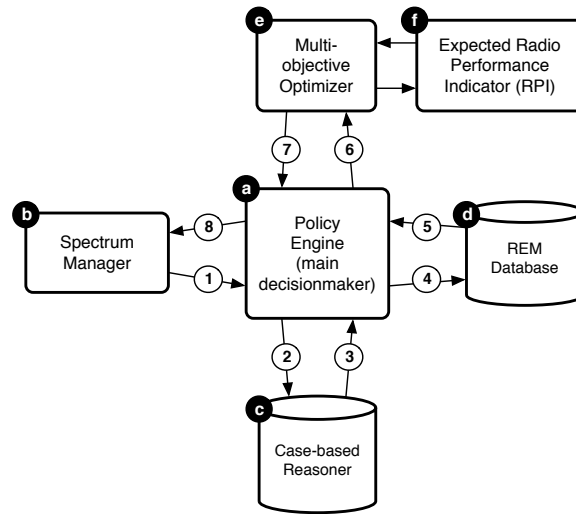 e
f
Multi-
objective
Optimizer
Expected Radio
Performance
Indicator (RPI)
7
6
a
b
d
8
5
Spectrum
Manager
Policy
Engine
(main
decisionmaker)
REM
Database
1
4
2
3
c
Case-based
Reasoner